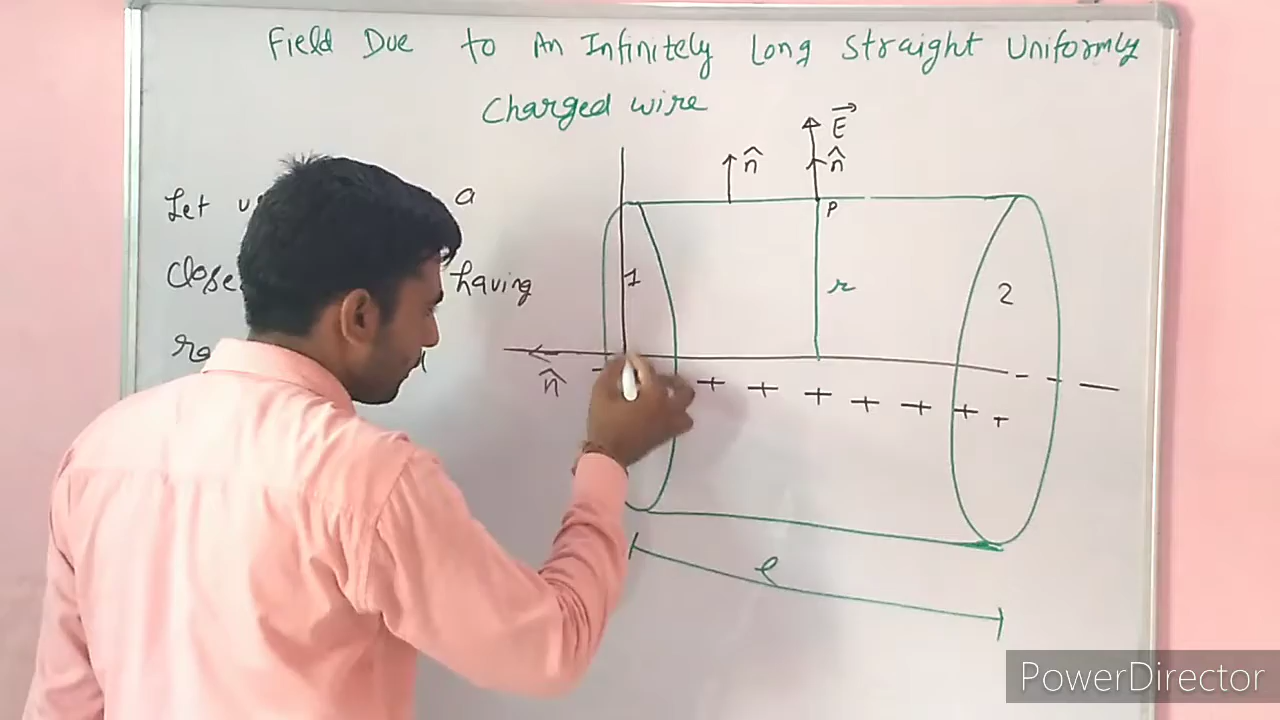 Field Due to An Infinitely Long Straight Uniformly
Charged wire
E
n̂ n̂
Let a
P
close having
1 r 2
n̂
+ + + + + + +
l
PowerDirector